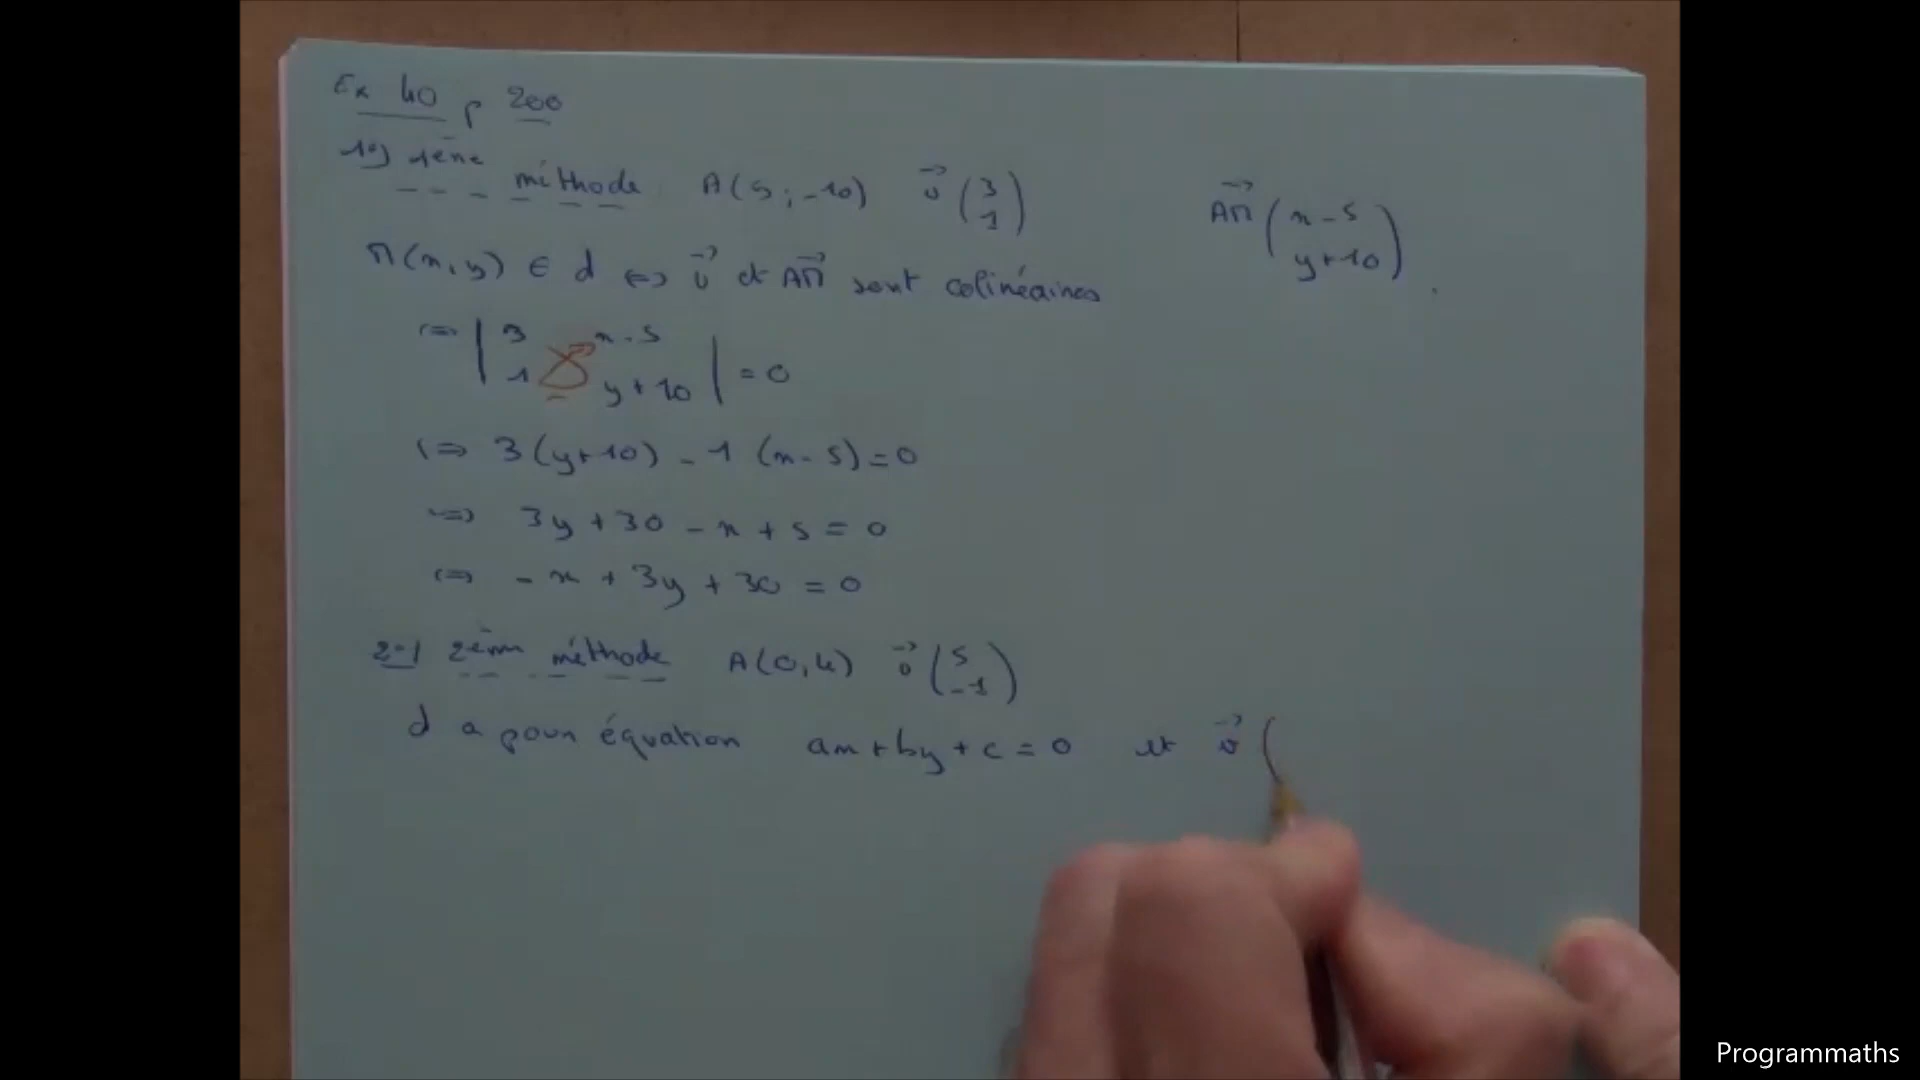 Ex 40 p 200
1°) 1ère méthode A(5 ; -10) v⃗ (3 1)
AM⃗ (x - 5 y + 10)
M(x, y) ∈ d ⇔ v⃗ et AM⃗ sont colinéaires
⇔ | 3 x - 5
1 y + 10 | = 0
⇔ 3(y+10) - 1 (x - 5) = 0
⇔ 3y + 30 - x + 5 = 0
⇔ - x + 3y + 30 = 0
2°) 2ème méthode A(0, 4) v⃗ (5 -1)
d a pour équation ax + by + c = 0 et v⃗ (
Programmaths